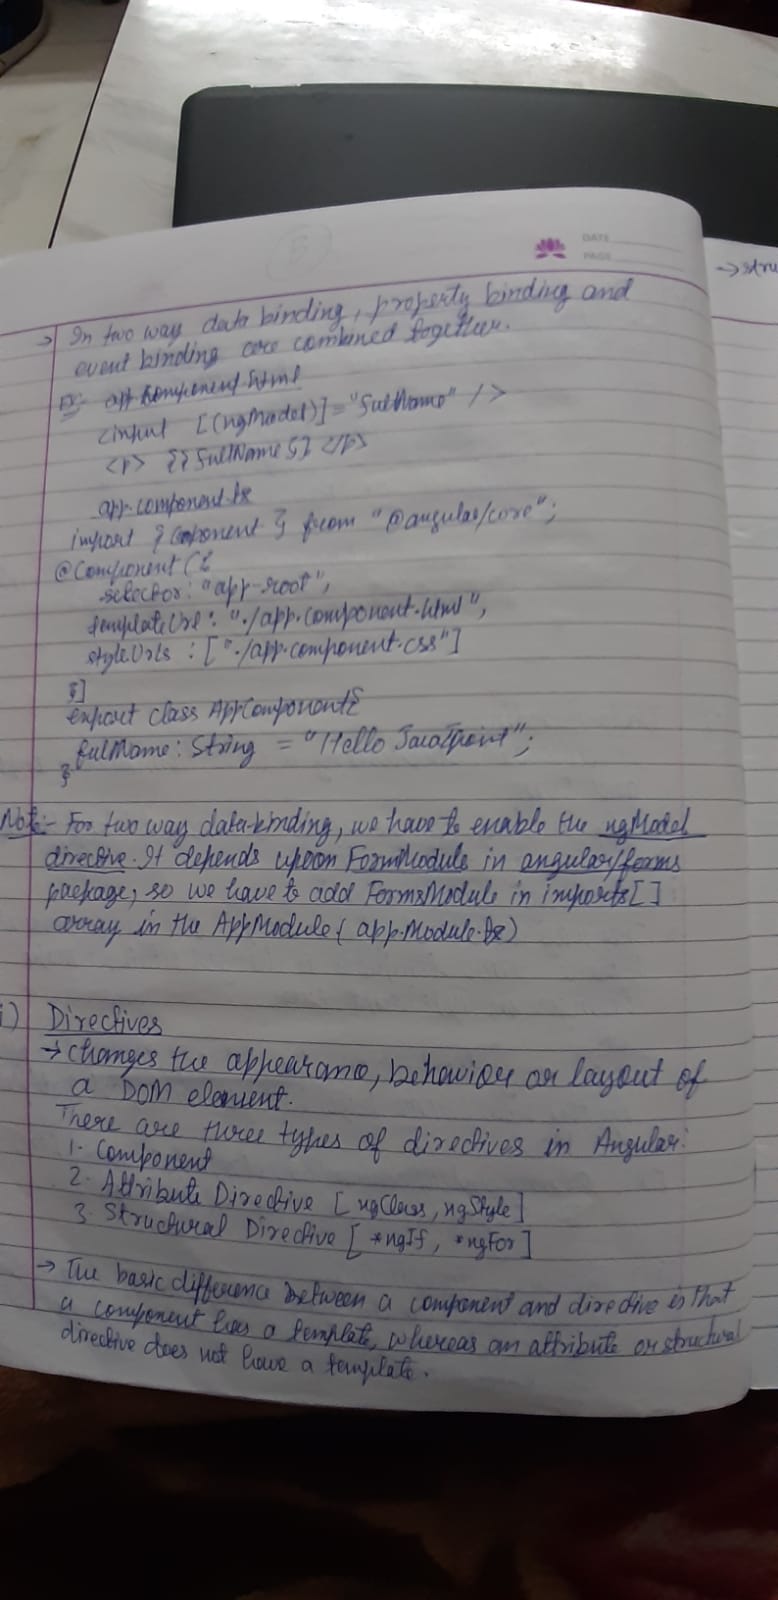 DATE
PAGE
→ stru
→ In two way data binding, property binding and
event binding are combined together.
Ex:- app.component.html
<input [(ngModel)]="fullName" />
<p> {{fullName}} </p>
app.component.ts
import { Component } from "@angular/core";
@Component({
selector: "app-root",
templateUrl: "./app.component.html",
styleUrls : ["./app.component.css"]
}]
export class AppComponent{
fullName: String = "Hello JavaTpoint";
}
Note:- For two way data-binding, we have to enable the ngModel
directive. It depends upon FormModule in angular/forms
package, so we have to add FormsModule in imports[]
array in the AppModule( app.Module.ts)
i) Directives
→ changes the appearance, behaviour or layout of
a DOM element.
There are three types of directives in Angular:
1. Component
2. Attribute Directive [ngClass, ngStyle]
3. Structural Directive [*ngIf, *ngFor]
→ The basic difference between a component and directive is that
a component has a template, whereas an attribute or structural
directive does not have a template.